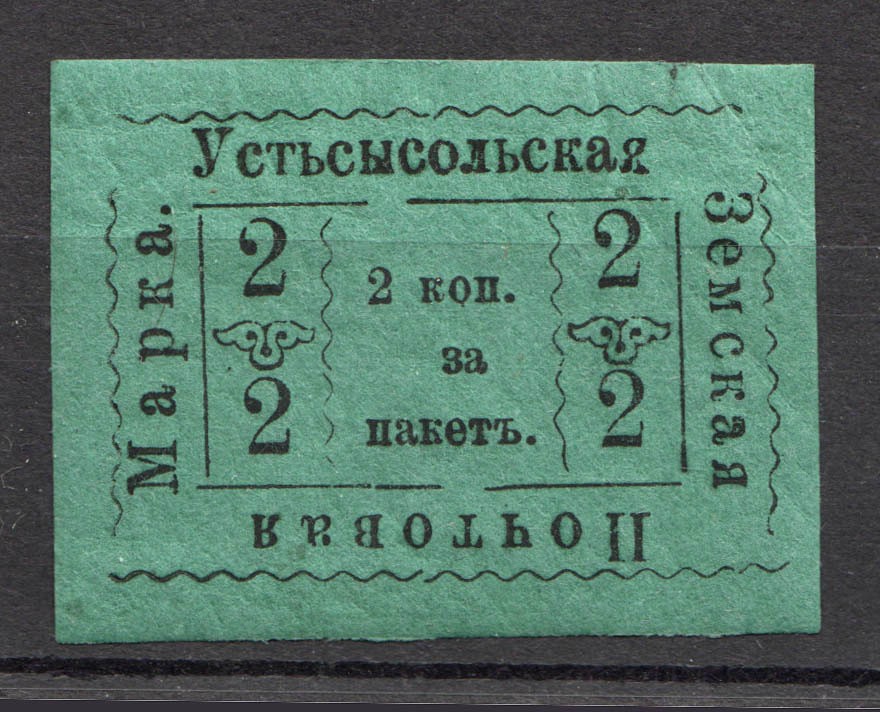 Устьсысольская
Земская
Почтовая
Марка.
2
2
2 коп.
за
пакетъ.
2
2